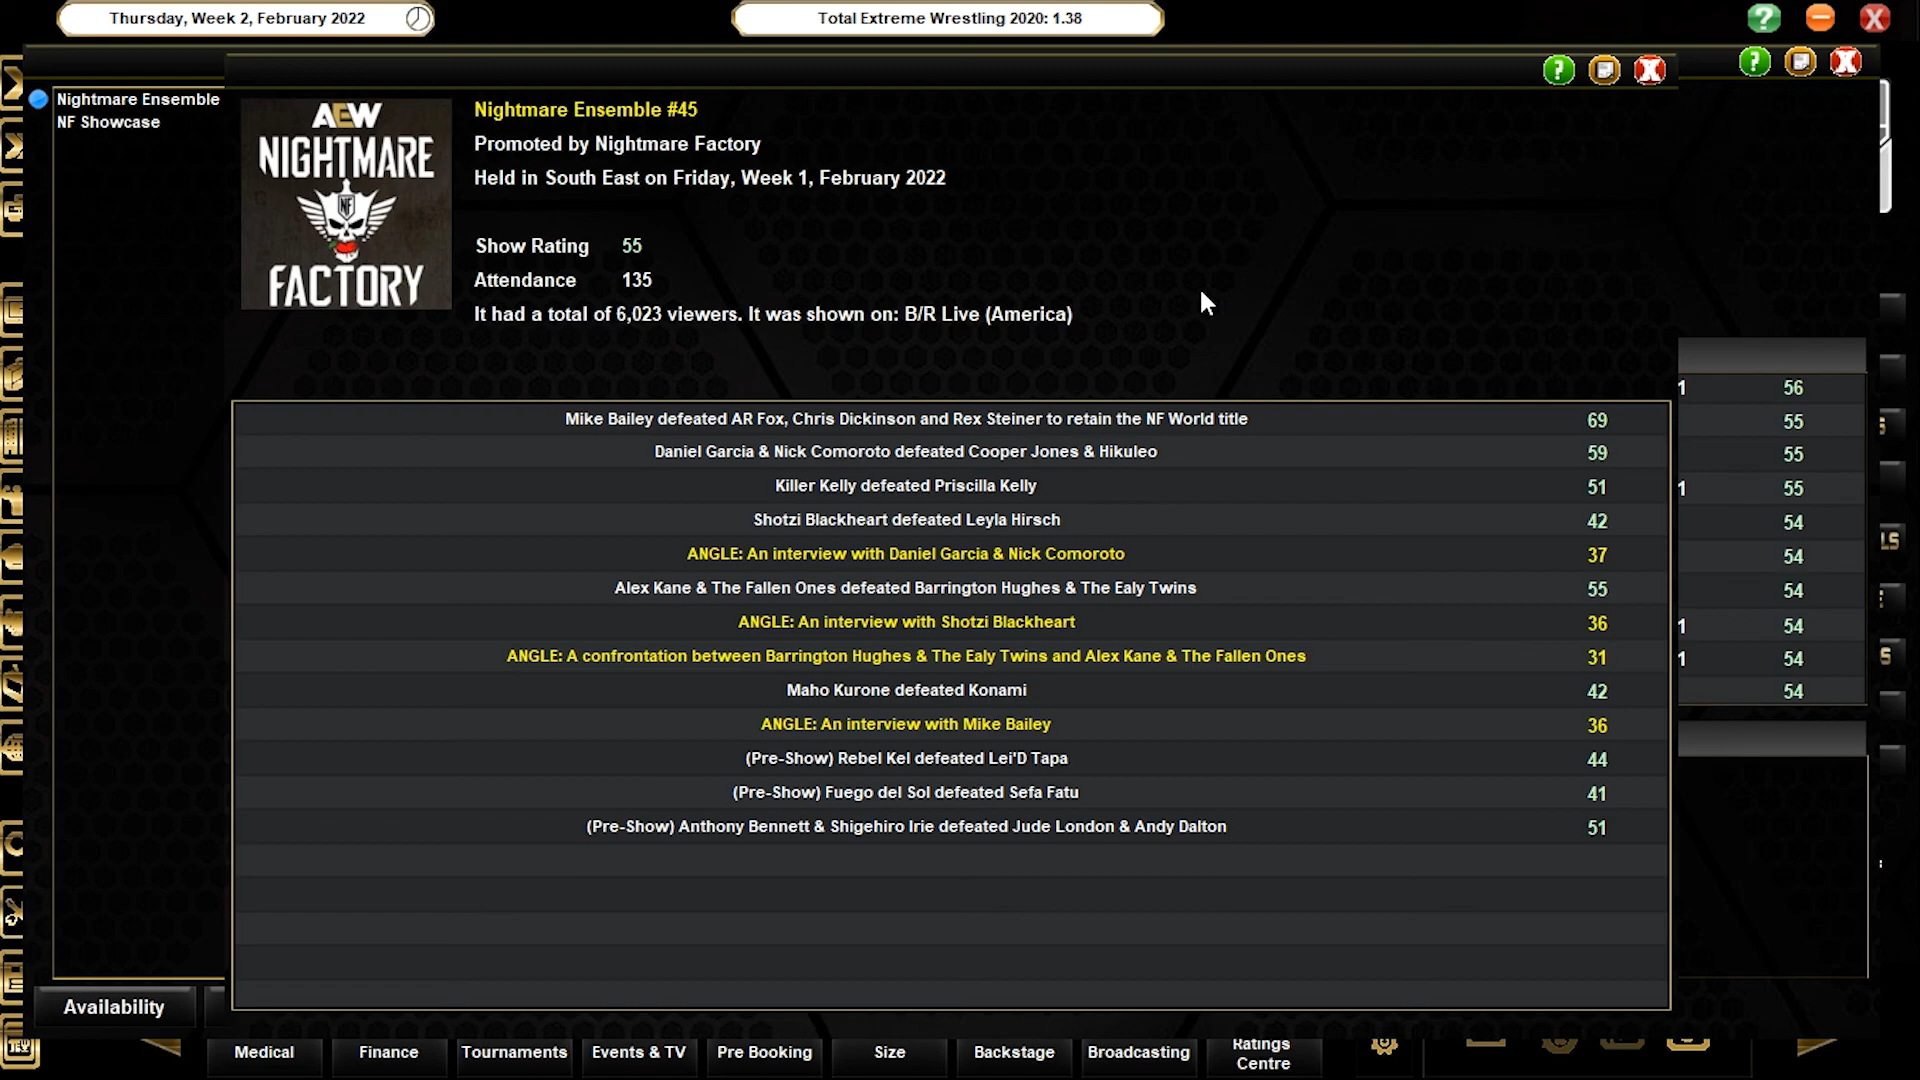 Thursday, Week 2, February 2022
Total Extreme Wrestling 2020: 1.38
Nightmare Ensemble
NF Showcase
AEW
NIGHTMARE
NF
FACTORY
Nightmare Ensemble #45
Promoted by Nightmare Factory
Held in South East on Friday, Week 1, February 2022
Show Rating 55
Attendance 135
It had a total of 6,023 viewers. It was shown on: B/R Live (America)
Mike Bailey defeated AR Fox, Chris Dickinson and Rex Steiner to retain the NF World title 69
Daniel Garcia & Nick Comoroto defeated Cooper Jones & Hikuleo 59
Killer Kelly defeated Priscilla Kelly 51
Shotzi Blackheart defeated Leyla Hirsch 42
ANGLE: An interview with Daniel Garcia & Nick Comoroto 37
Alex Kane & The Fallen Ones defeated Barrington Hughes & The Ealy Twins 55
ANGLE: An interview with Shotzi Blackheart 36
ANGLE: A confrontation between Barrington Hughes & The Ealy Twins and Alex Kane & The Fallen Ones 31
Maho Kurone defeated Konami 42
ANGLE: An interview with Mike Bailey 36
(Pre-Show) Rebel Kel defeated Lei'D Tapa 44
(Pre-Show) Fuego del Sol defeated Sefa Fatu 41
(Pre-Show) Anthony Bennett & Shigehiro Irie defeated Jude London & Andy Dalton 51
1 56
55
55
1 55
54
54
54
1 54
1 54
54
Availability
Medical
Finance
Tournaments
Events & TV
Pre Booking
Size
Backstage
Broadcasting
Ratings
Centre